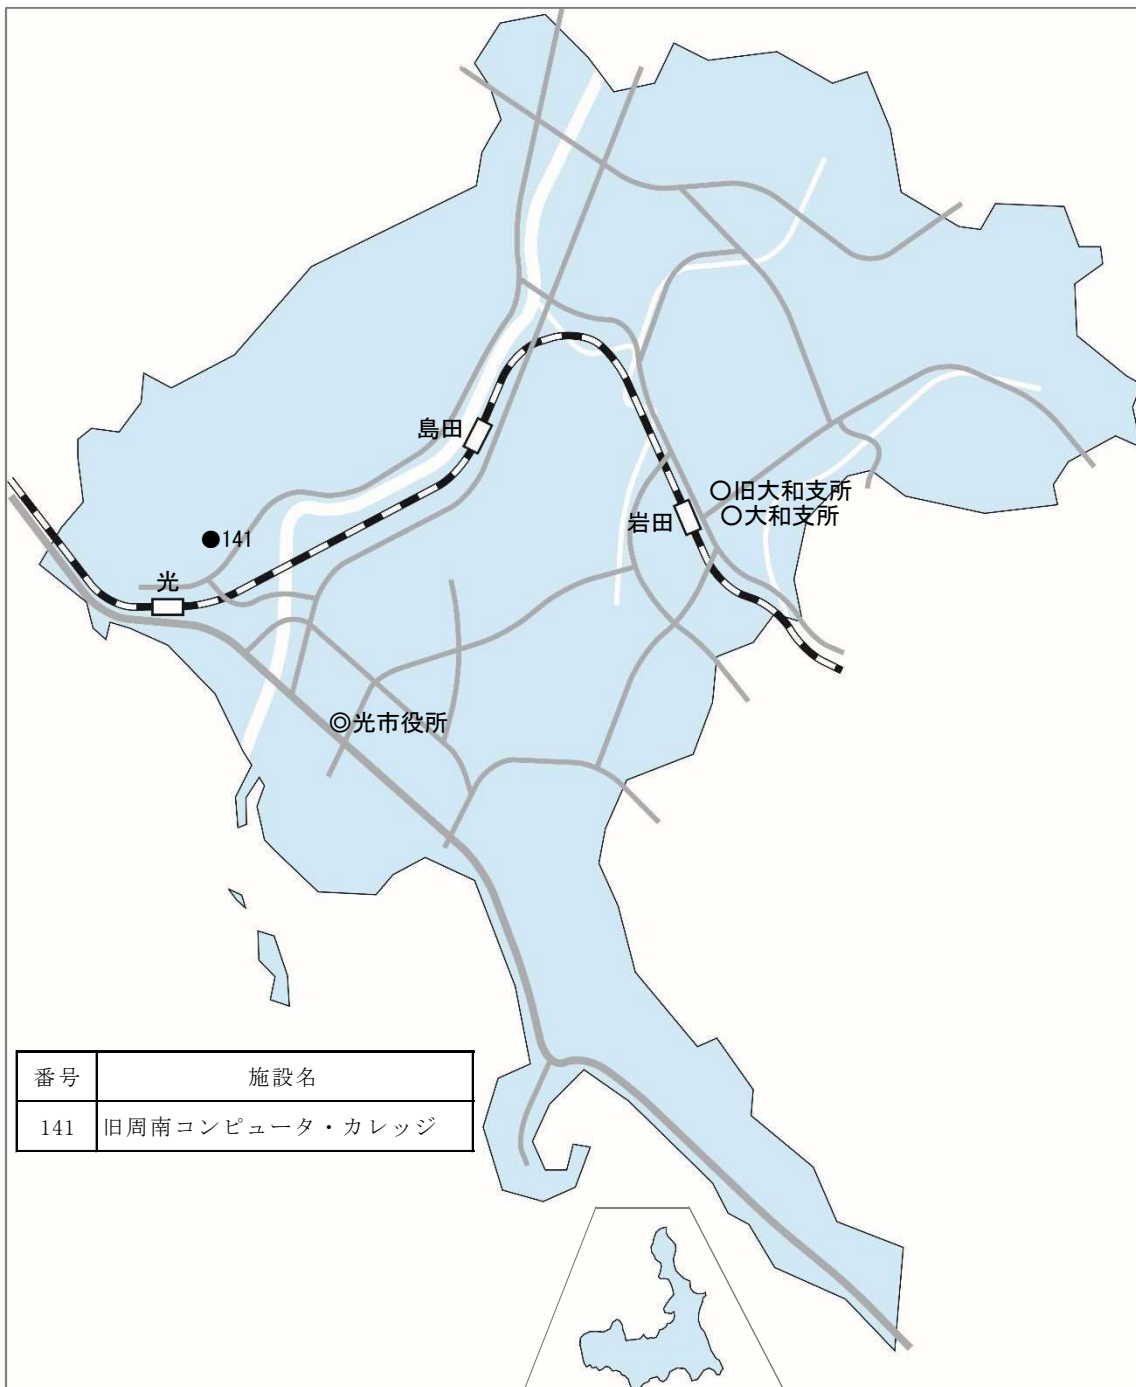 島田
○旧大和支所
○大和支所
岩田
●141
光
◎光市役所
番号 施設名
141 旧周南コンピュータ・カレッジ